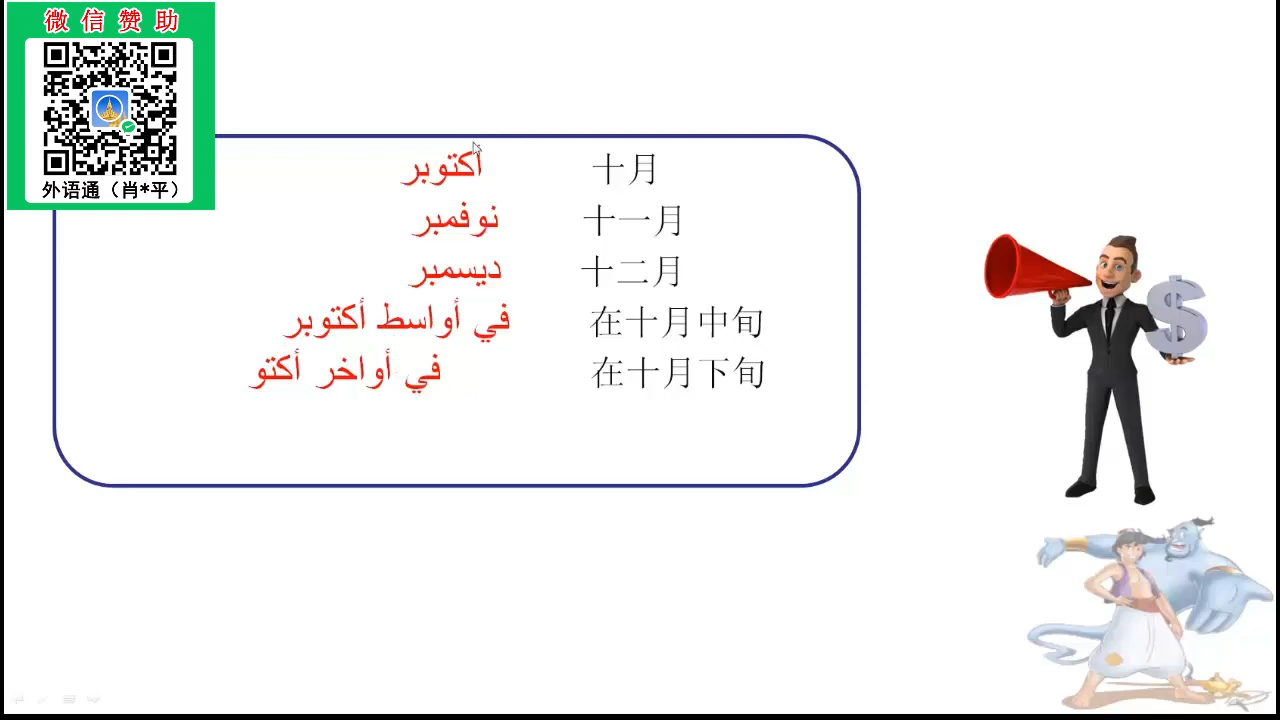 微信赞助
外语通（肖*平）
أكتوبر 十月
نوفمبر 十一月
ديسمبر 十二月
في أواسط أكتوبر 在十月中旬
في أواخر أكتو 在十月下旬